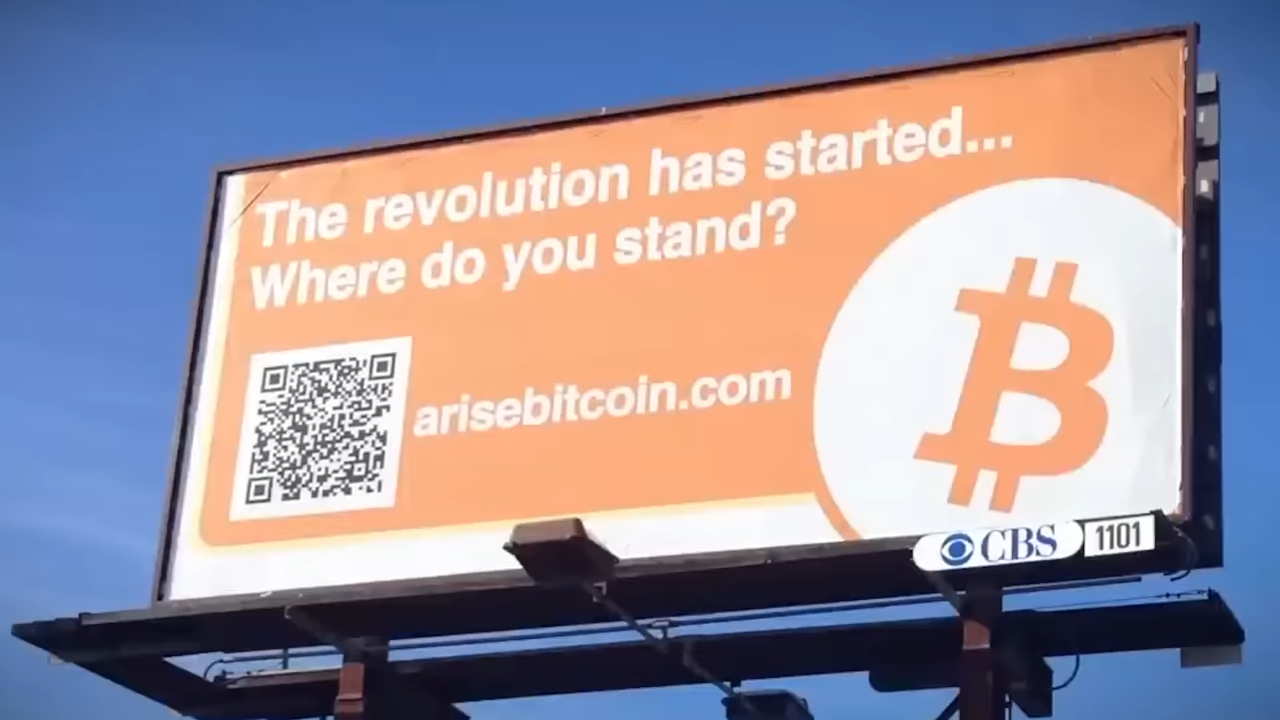 The revolution has started...
Where do you stand?
arisebitcoin.com
CBS 1101